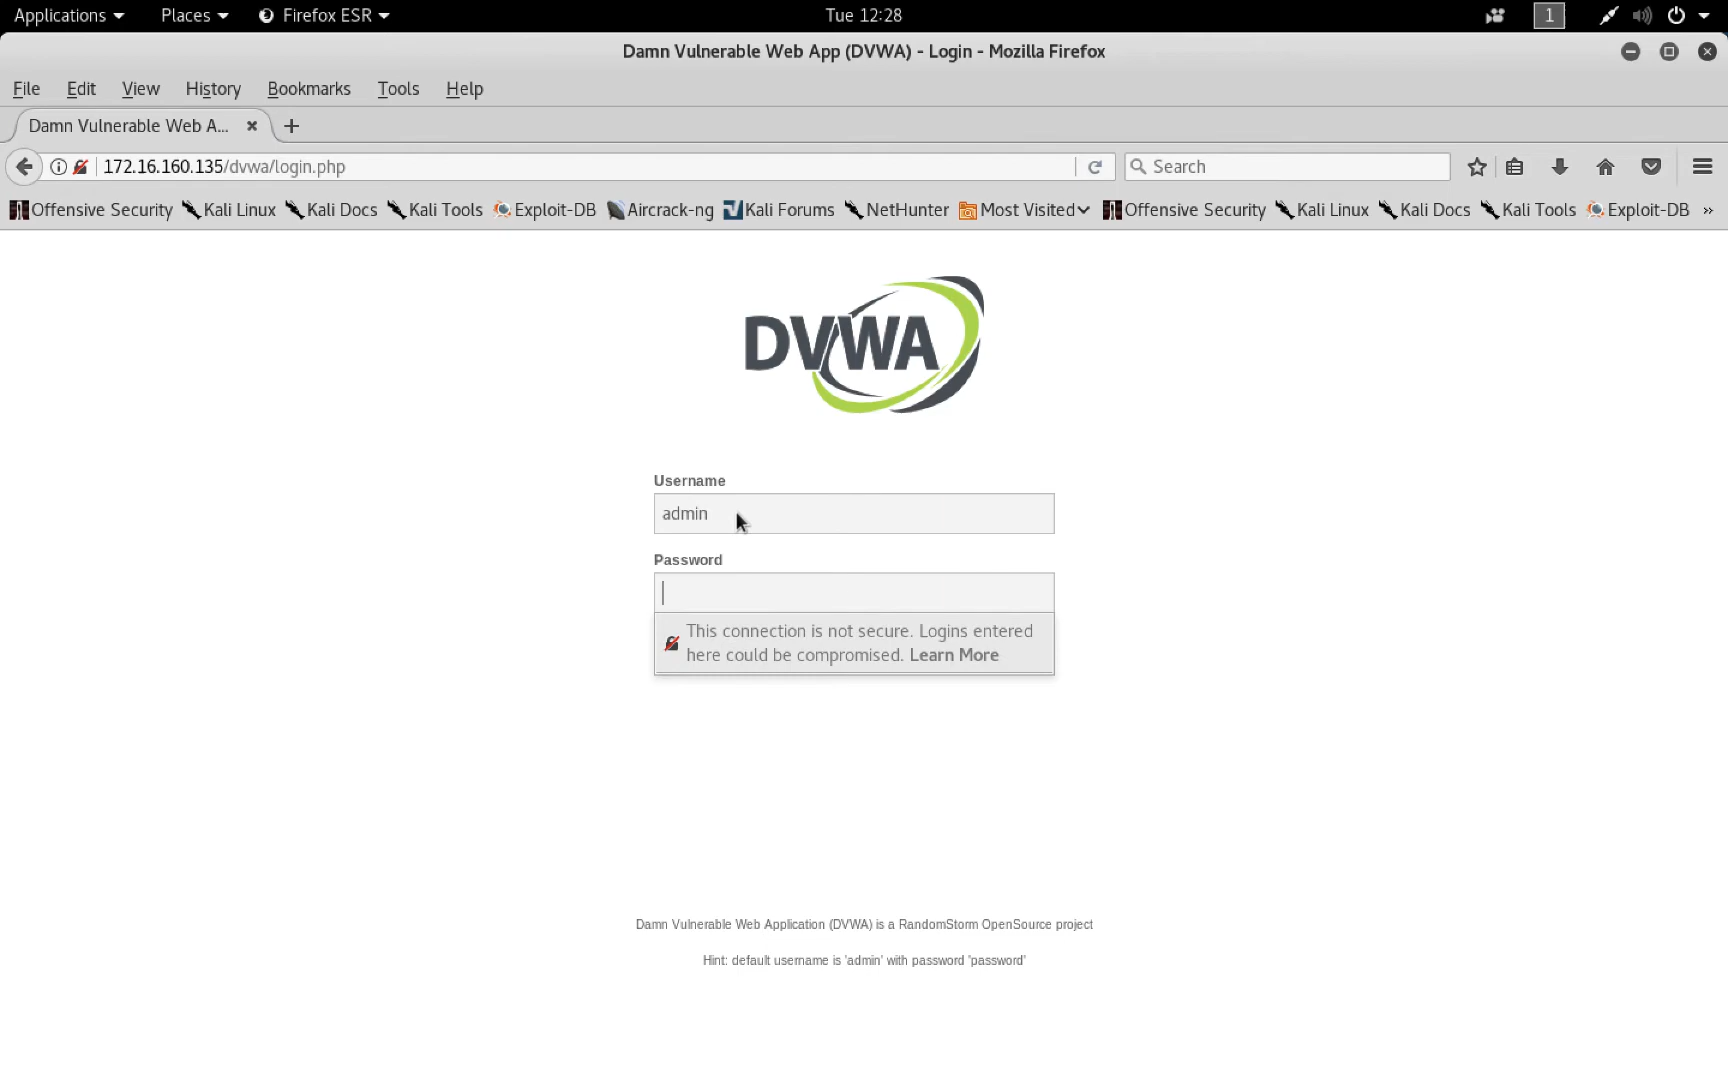 Applications Places Firefox ESR Tue 12:28 1
Damn Vulnerable Web App (DVWA) - Login - Mozilla Firefox
File Edit View History Bookmarks Tools Help
Damn Vulnerable Web A...
172.16.160.135/dvwa/login.php Search
Offensive Security Kali Linux Kali Docs Kali Tools Exploit-DB Aircrack-ng Kali Forums NetHunter Most Visited Offensive Security Kali Linux Kali Docs Kali Tools Exploit-DB »
DVWA
Username
admin
Password
This connection is not secure. Logins entered
here could be compromised. Learn More
Damn Vulnerable Web Application (DVWA) is a RandomStorm OpenSource project
Hint: default username is 'admin' with password 'password'